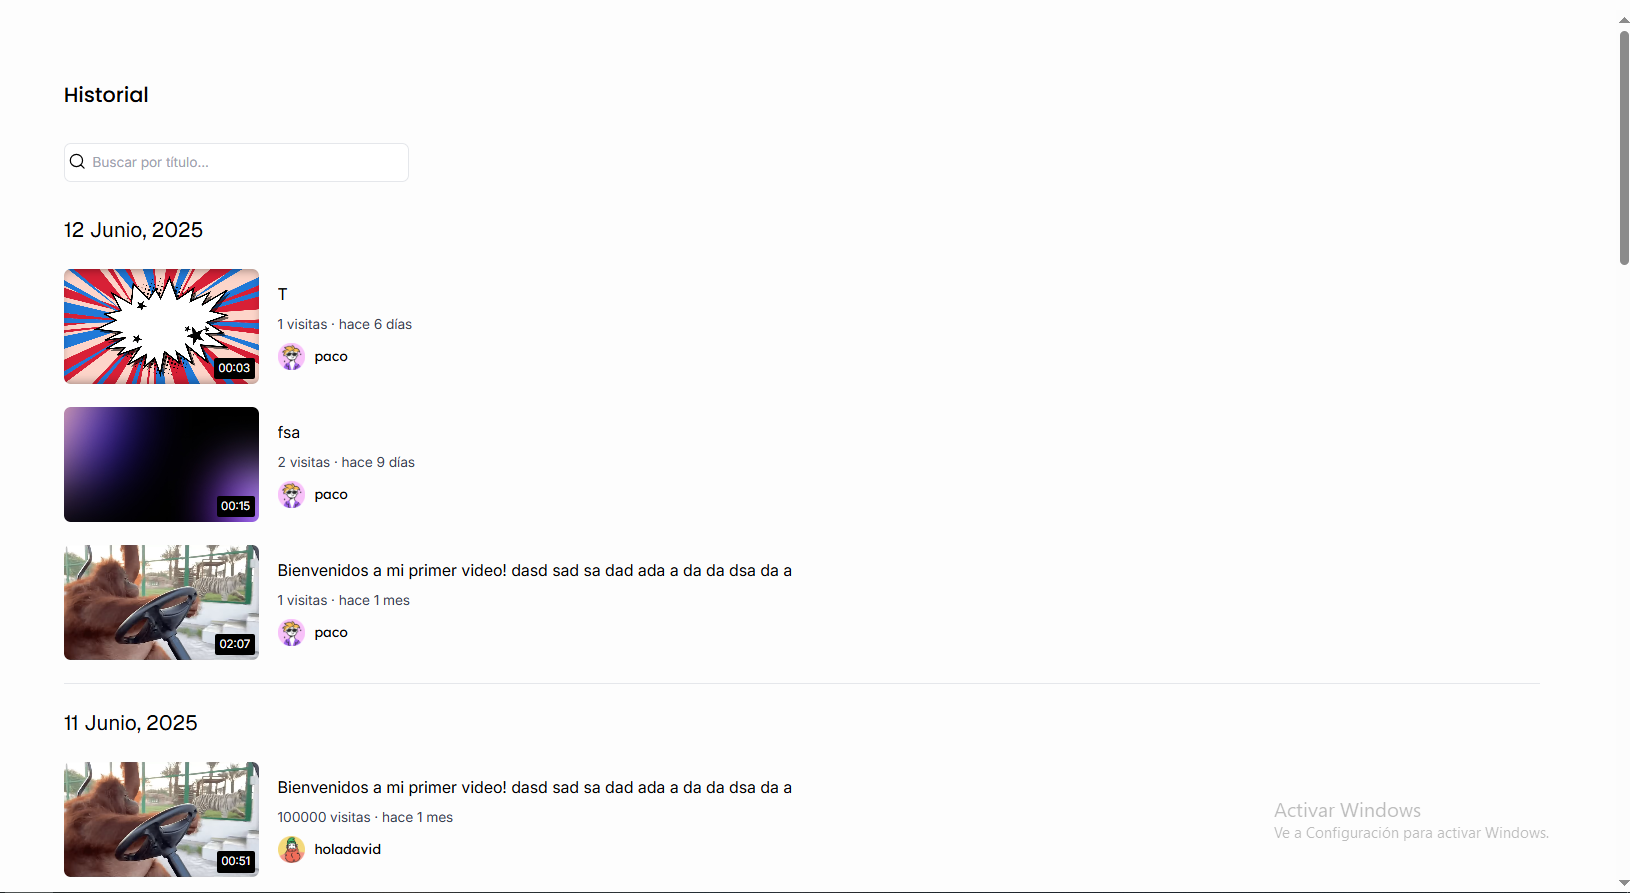 Historial
Buscar por título...
12 Junio, 2025
T
1 visitas · hace 6 días
00:03
paco
fsa
2 visitas · hace 9 días
00:15
paco
Bienvenidos a mi primer video! dasd sad sa dad ada a da da dsa da a
1 visitas · hace 1 mes
02:07
paco
11 Junio, 2025
Bienvenidos a mi primer video! dasd sad sa dad ada a da da dsa da a
100000 visitas · hace 1 mes
00:51
holadavid
Activar Windows
Ve a Configuración para activar Windows.